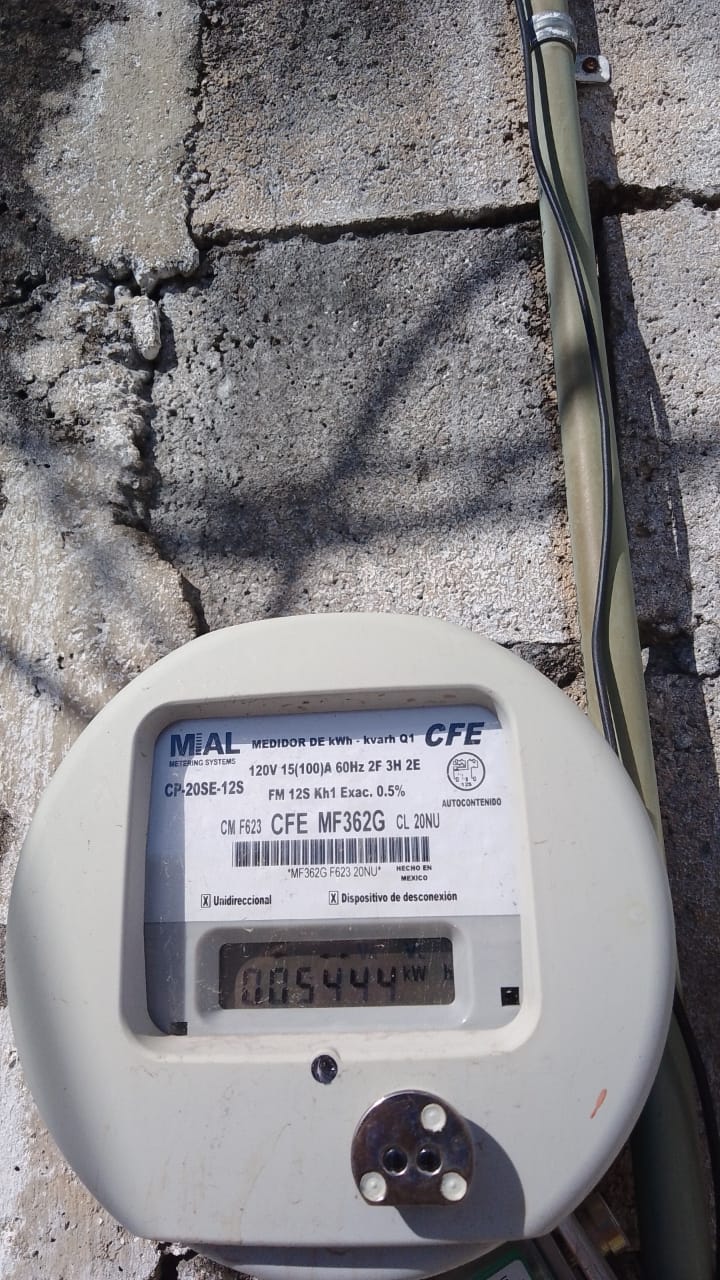 MIAL MEDIDOR DE kWh - kvarh Q1 CFE
METERING SYSTEMS
120V 15(100)A 60Hz 2F 3H 2E
CP-20SE-12S
FM 12S Kh1 Exac. 0.5%
12S
AUTOCONTENIDO
CM F623 CFE MF362G CL 20NU
*MF362G F623 20NU*
HECHO EN
MEXICO
X Unidireccional X Dispositivo de desconexión
005444 kW h